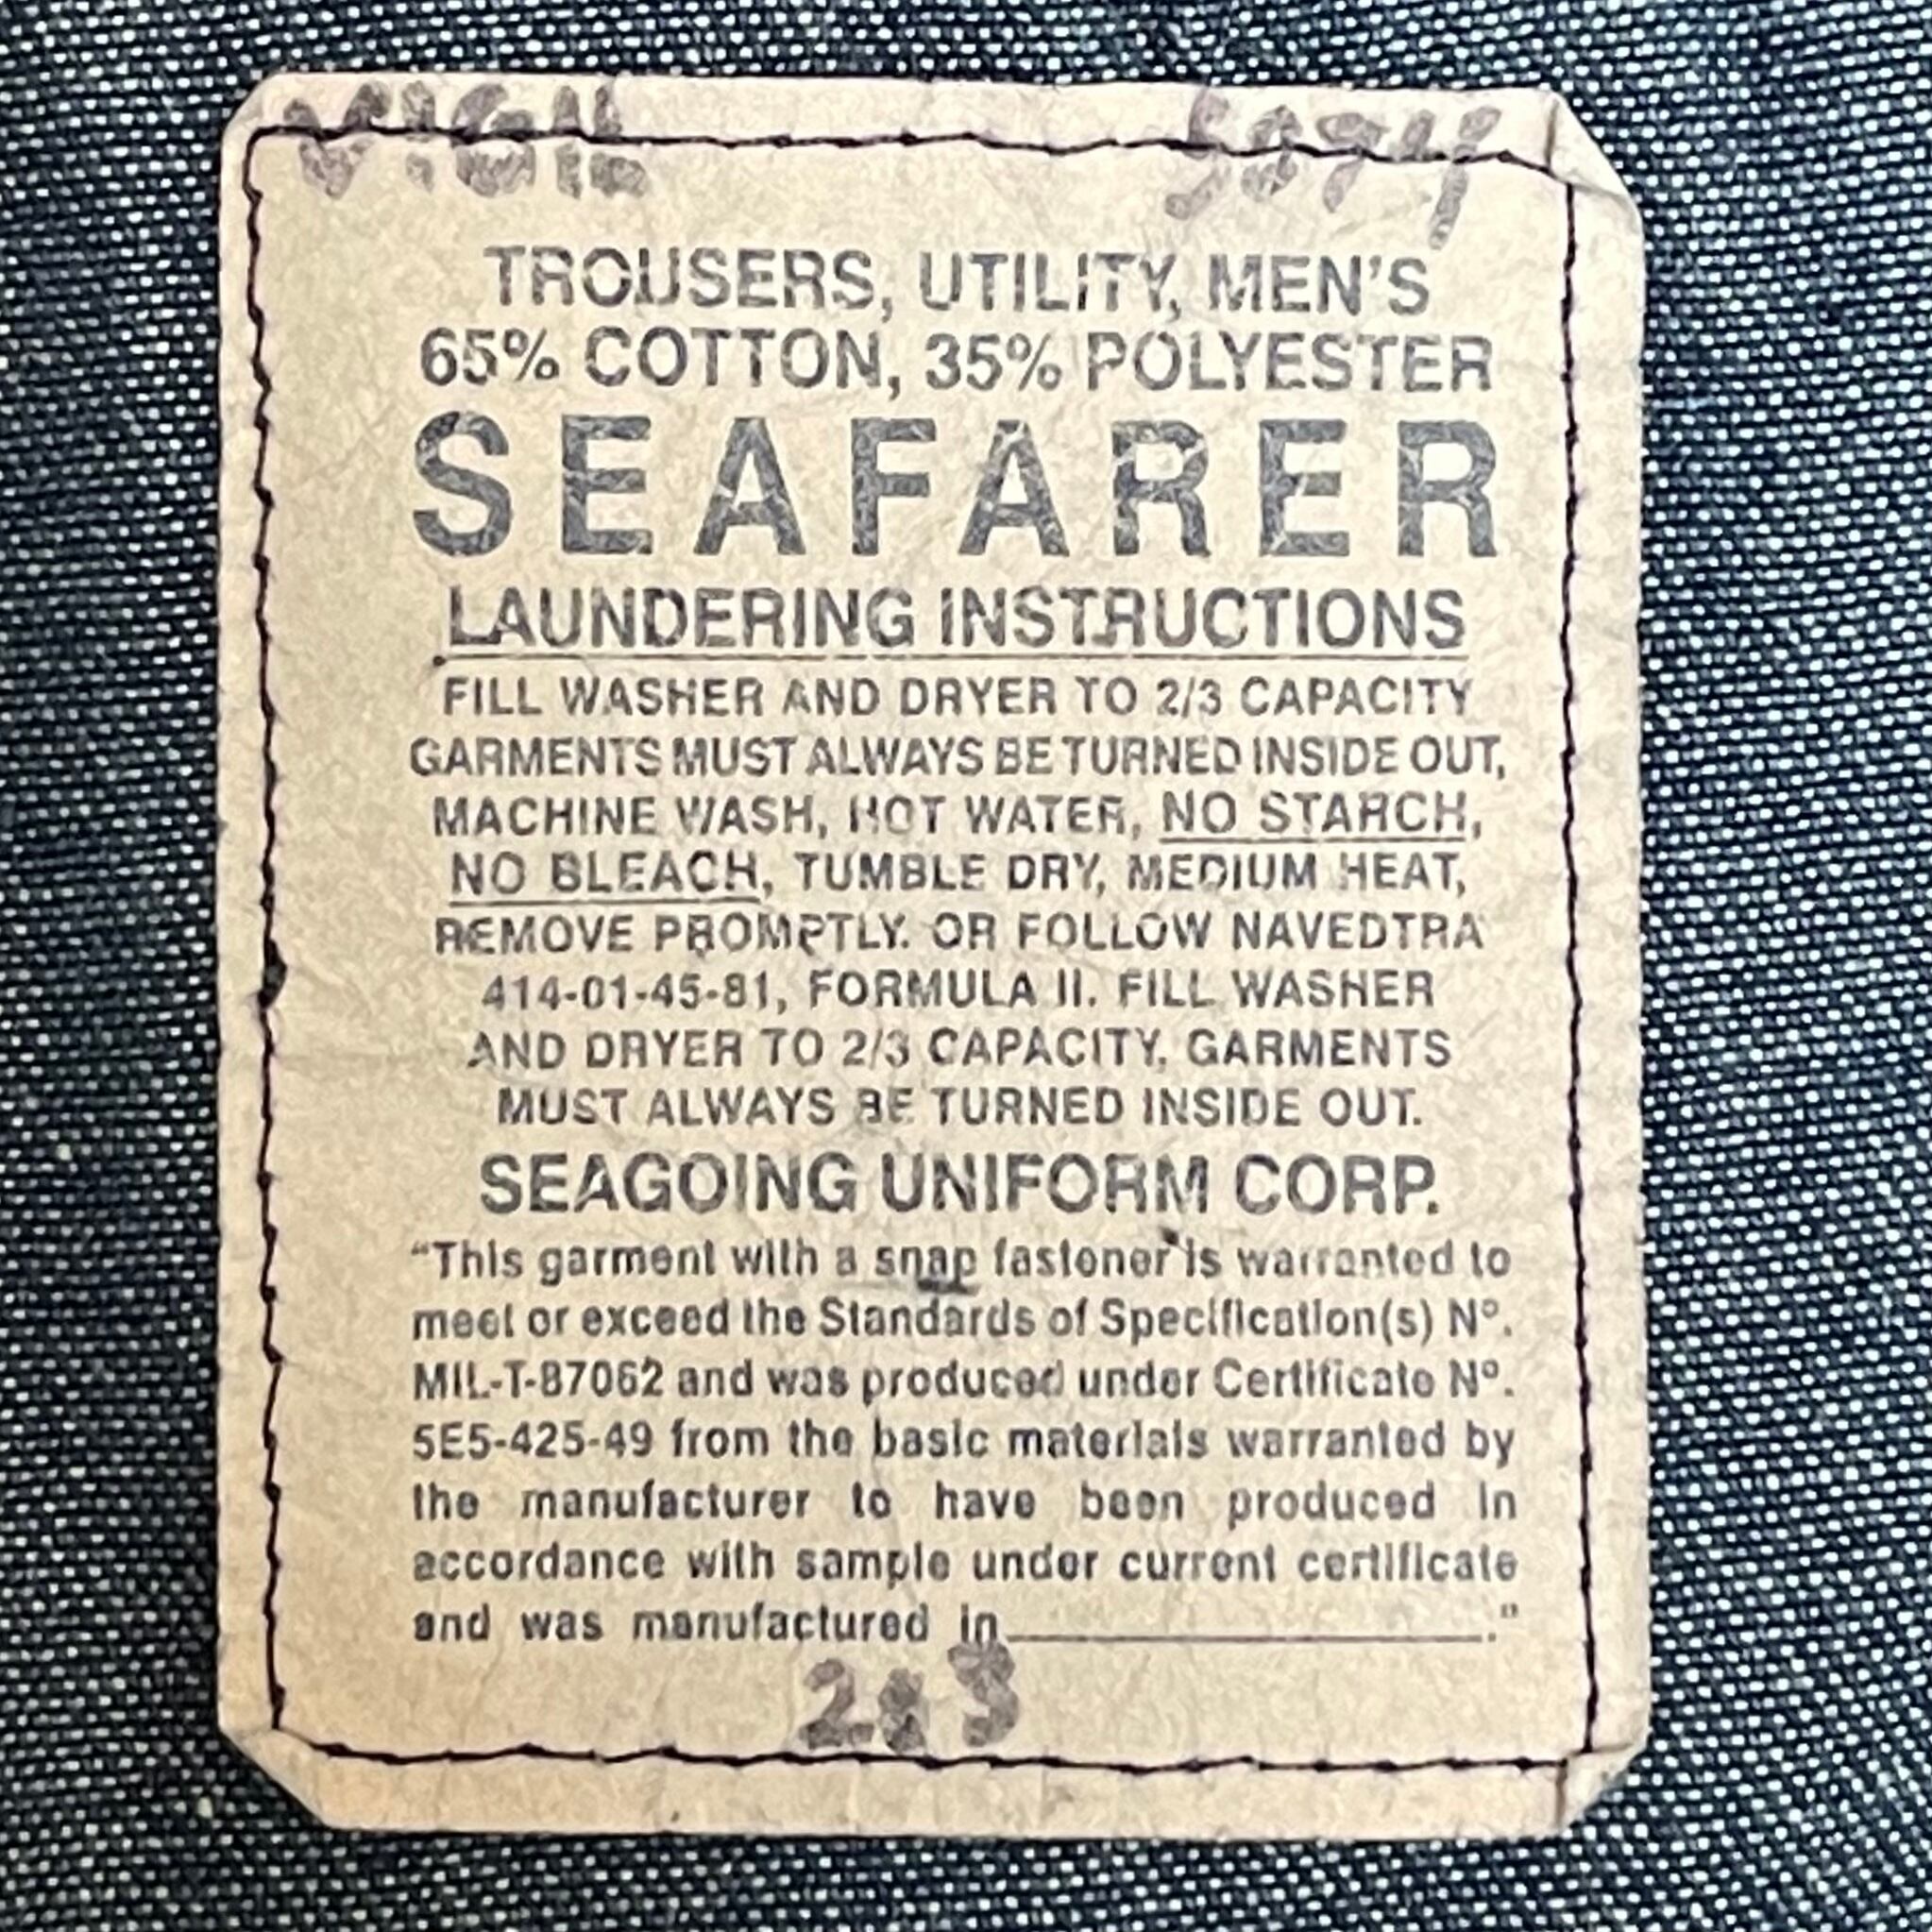 VIGIL 5074
TROUSERS, UTILITY, MEN'S
65% COTTON, 35% POLYESTER
SEAFARER
LAUNDERING INSTRUCTIONS
FILL WASHER AND DRYER TO 2/3 CAPACITY
GARMENTS MUST ALWAYS BE TURNED INSIDE OUT,
MACHINE WASH, HOT WATER, NO STARCH,
NO BLEACH, TUMBLE DRY, MEDIUM HEAT,
REMOVE PROMPTLY. OR FOLLOW NAVEDTRA
414-01-45-81, FORMULA II. FILL WASHER
AND DRYER TO 2/3 CAPACITY, GARMENTS
MUST ALWAYS BE TURNED INSIDE OUT.
SEAGOING UNIFORM CORP.
“This garment with a snap fastener is warranted to
meet or exceed the Standards of Specification(s) Nº.
MIL-T-87062 and was produced under Certificate Nº.
5E5-425-49 from the basic materials warranted by
the manufacturer to have been produced in
accordance with sample under current certificate
and was manufactured in ."